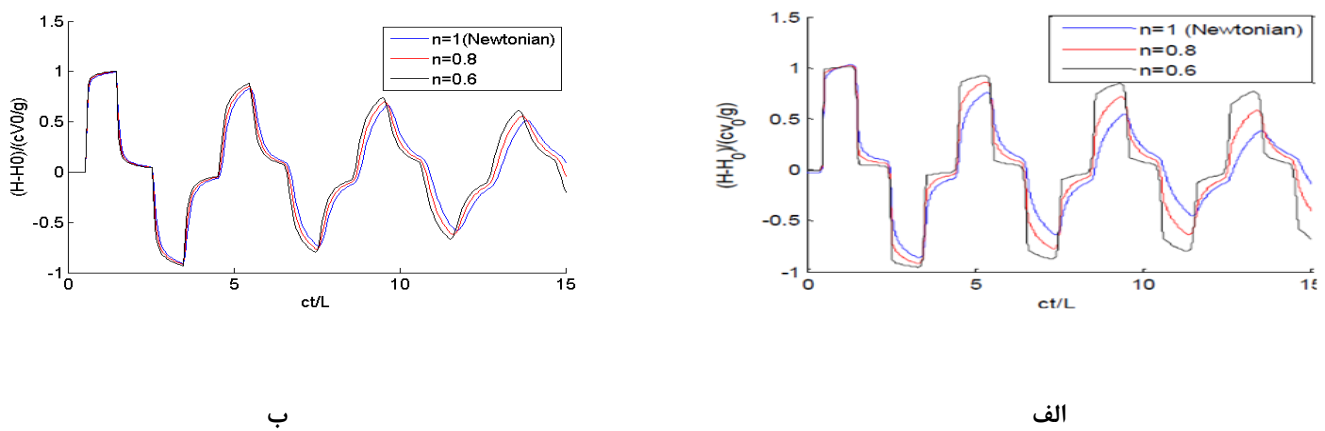 1.5
1
0.5
0
-0.5
-1
(H-H0)/(cV0/g)
n=1(Newtonian)
n=0.8
n=0.6
0
5
10
15
ct/L
ب
1.5
1
0.5
0
-0.5
-1
(H-H0)/(cv0/g)
n=1 (Newtonian)
n=0.8
n=0.6
0
5
10
15
ct/L
الف